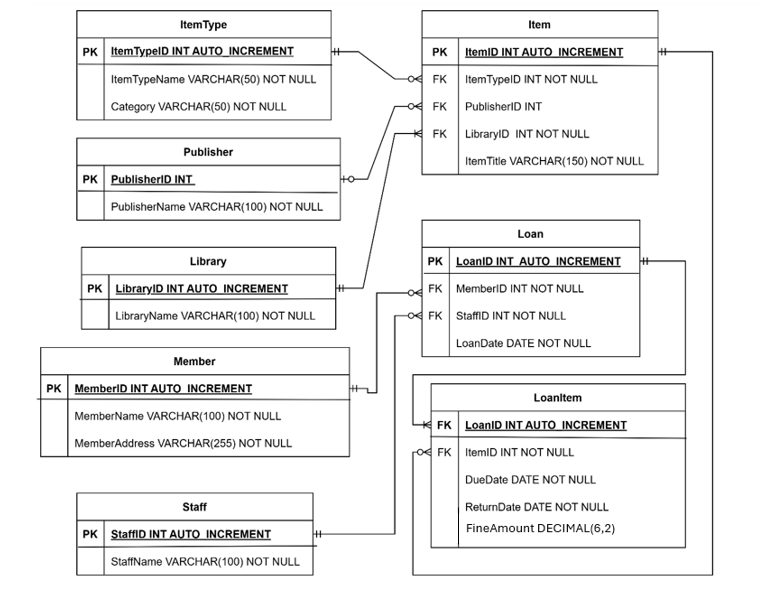 ItemType
PK ItemTypeID INT AUTO_INCREMENT
ItemTypeName VARCHAR(50) NOT NULL
Category VARCHAR(50) NOT NULL
Publisher
PK PublisherID INT
PublisherName VARCHAR(100) NOT NULL
Library
PK LibraryID INT AUTO_INCREMENT
LibraryName VARCHAR(100) NOT NULL
Member
PK MemberID INT AUTO_INCREMENT
MemberName VARCHAR(100) NOT NULL
MemberAddress VARCHAR(255) NOT NULL
Staff
PK StaffID INT AUTO_INCREMENT
StaffName VARCHAR(100) NOT NULL
Item
PK ItemID INT AUTO_INCREMENT
FK ItemTypeID INT NOT NULL
FK PublisherID INT
FK LibraryID INT NOT NULL
ItemTitle VARCHAR(150) NOT NULL
Loan
PK LoanID INT AUTO_INCREMENT
FK MemberID INT NOT NULL
FK StaffID INT NOT NULL
LoanDate DATE NOT NULL
LoanItem
FK LoanID INT AUTO_INCREMENT
FK ItemID INT NOT NULL
DueDate DATE NOT NULL
ReturnDate DATE NOT NULL
FineAmount DECIMAL(6,2)